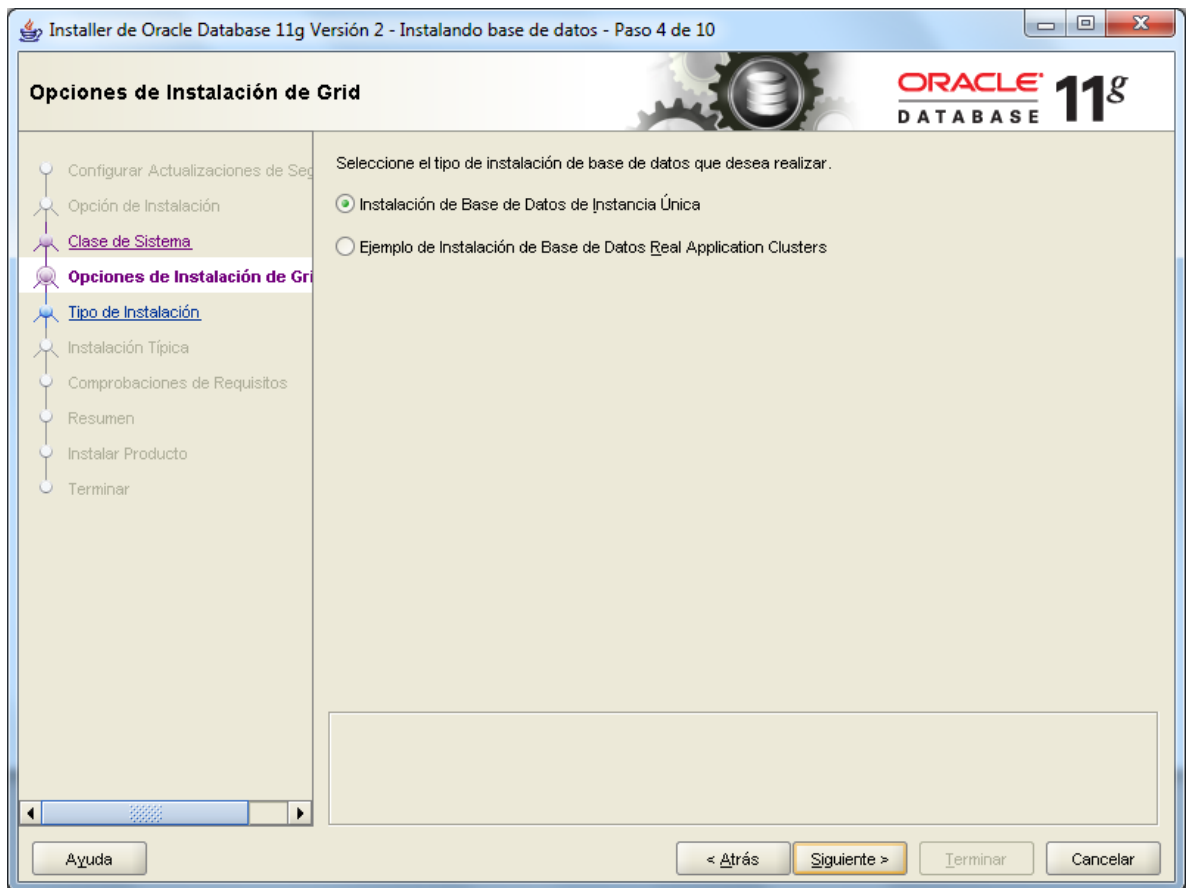 Installer de Oracle Database 11g Versión 2 - Instalando base de datos - Paso 4 de 10
Opciones de Instalación de Grid
ORACLE
DATABASE
11g
Configurar Actualizaciones de Seg
Opción de Instalación
Clase de Sistema
Opciones de Instalación de Gri
Tipo de Instalación
Instalación Típica
Comprobaciones de Requisitos
Resumen
Instalar Producto
Terminar
Seleccione el tipo de instalación de base de datos que desea realizar.
Instalación de Base de Datos de Instancia Única
Ejemplo de Instalación de Base de Datos Real Application Clusters
Ayuda
< Atrás
Siguiente >
Terminar
Cancelar